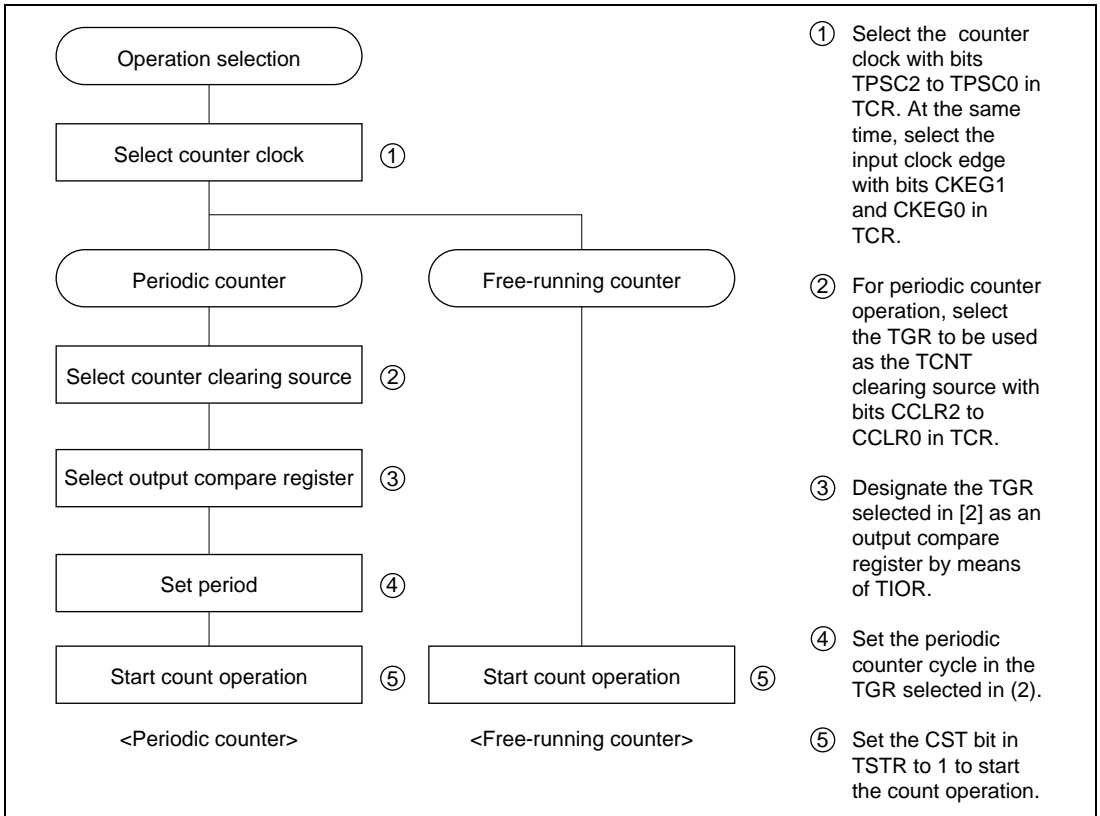 Operation selection
Select counter clock
①
Periodic counter
Free-running counter
Select counter clearing source
②
Select output compare register
③
Set period
④
Start count operation
⑤
Start count operation
⑤
<Periodic counter>
<Free-running counter>
① Select the counter
clock with bits
TPSC2 to TPSC0 in
TCR. At the same
time, select the
input clock edge
with bits CKEG1
and CKEG0 in
TCR.
② For periodic counter
operation, select
the TGR to be used
as the TCNT
clearing source with
bits CCLR2 to
CCLR0 in TCR.
③ Designate the TGR
selected in [2] as an
output compare
register by means
of TIOR.
④ Set the periodic
counter cycle in the
TGR selected in (2).
⑤ Set the CST bit in
TSTR to 1 to start
the count operation.